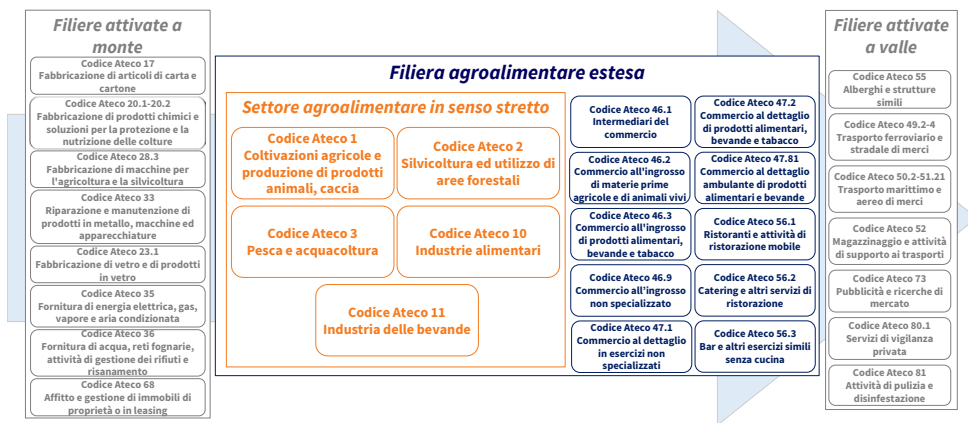 Filiere attivate a
monte
Codice Ateco 17
Fabbricazione di articoli di carta e
cartone
Codice Ateco 20.1-20.2
Fabbricazione di prodotti chimici e
soluzioni per la protezione e la
nutrizione delle colture
Codice Ateco 28.3
Fabbricazione di macchine per
l'agricoltura e la silvicoltura
Codice Ateco 33
Riparazione e manutenzione di
prodotti in metallo, macchine ed
apparecchiature
Codice Ateco 23.1
Fabbricazione di vetro e di prodotti
in vetro
Codice Ateco 35
Fornitura di energia elettrica, gas,
vapore e aria condizionata
Codice Ateco 36
Fornitura di acqua, reti fognarie,
attività di gestione dei rifiuti e
risanamento
Codice Ateco 68
Affitto e gestione di immobili di
proprietà o in leasing
Filiera agroalimentare estesa
Settore agroalimentare in senso stretto
Codice Ateco 1
Coltivazioni agricole e
produzione di prodotti
animali, caccia
Codice Ateco 2
Silvicoltura ed utilizzo di
aree forestali
Codice Ateco 3
Pesca e acquacoltura
Codice Ateco 10
Industrie alimentari
Codice Ateco 11
Industria delle bevande
Codice Ateco 46.1
Intermediari del
commercio
Codice Ateco 47.2
Commercio al dettaglio
di prodotti alimentari,
bevande e tabacco
Codice Ateco 46.2
Commercio all'ingrosso
di materie prime
agricole e di animali vivi
Codice Ateco 47.81
Commercio al dettaglio
ambulante di prodotti
alimentari e bevande
Codice Ateco 46.3
Commercio all'ingrosso
di prodotti alimentari,
bevande e tabacco
Codice Ateco 56.1
Ristoranti e attività di
ristorazione mobile
Codice Ateco 46.9
Commercio all'ingrosso
non specializzato
Codice Ateco 56.2
Catering e altri servizi di
ristorazione
Codice Ateco 47.1
Commercio al dettaglio
in esercizi non
specializzati
Codice Ateco 56.3
Bar e altri esercizi simili
senza cucina
Filiere attivate
a valle
Codice Ateco 55
Alberghi e strutture
simili
Codice Ateco 49.2-4
Trasporto ferroviario e
stradale di merci
Codice Ateco 50.2-51.21
Trasporto marittimo e
aereo di merci
Codice Ateco 52
Magazzinaggio e attività
di supporto ai trasporti
Codice Ateco 73
Pubblicità e ricerche di
mercato
Codice Ateco 80.1
Servizi di vigilanza
privata
Codice Ateco 81
Attività di pulizia e
disinfestazione